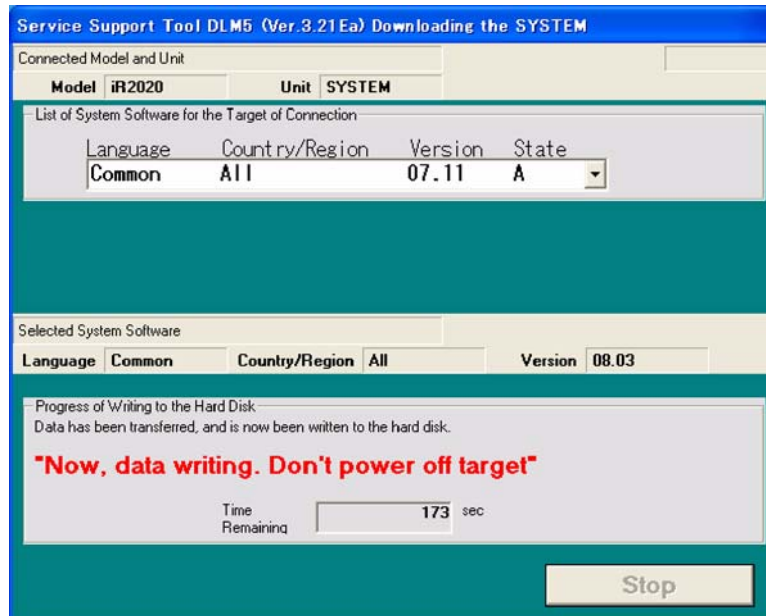 Service Support Tool DLM5 (Ver.3.21Ea) Downloading the SYSTEM
Connected Model and Unit
Model iR2020 Unit SYSTEM
List of System Software for the Target of Connection
Language Country/Region Version State
Common All 07.11 A
Selected System Software
Language Common Country/Region All Version 08.03
Progress of Writing to the Hard Disk
Data has been transferred, and is now been written to the hard disk.
"Now, data writing. Don't power off target"
Time
Remaining 173 sec
Stop